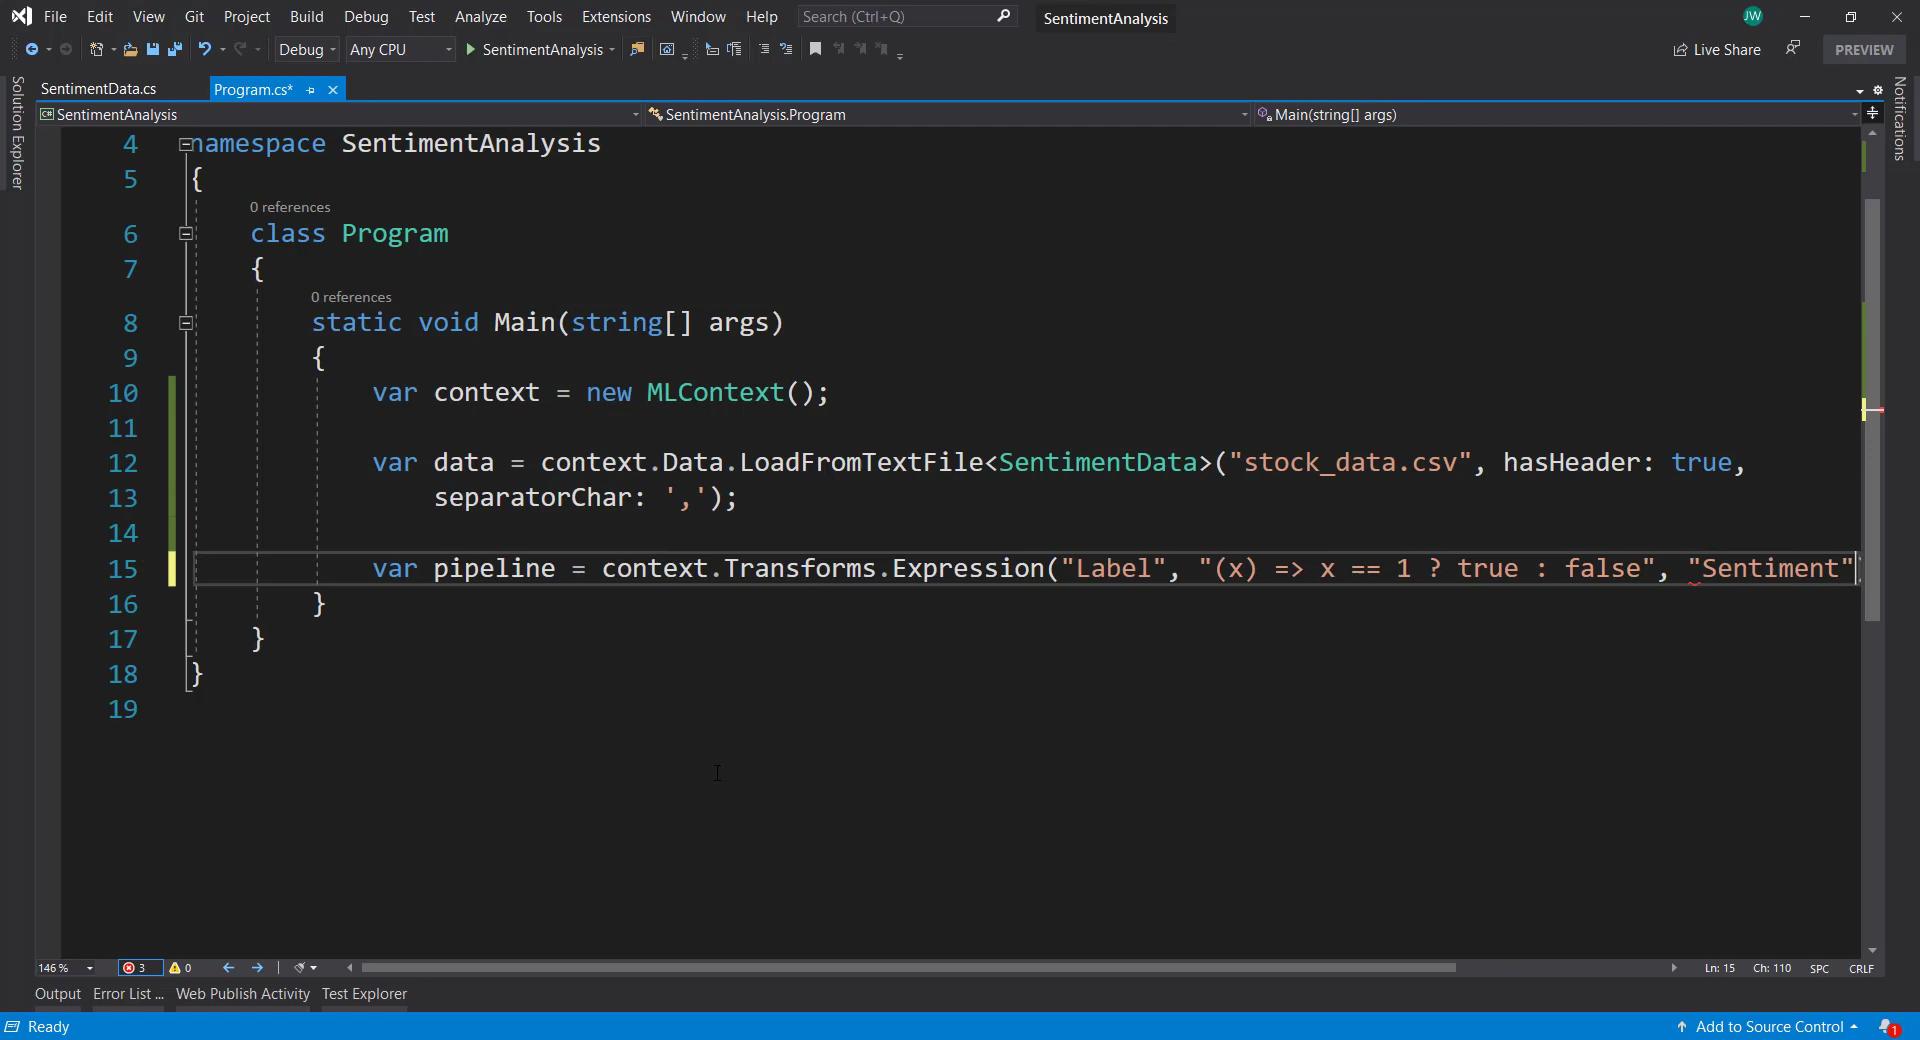 File Edit View Git Project Build Debug Test Analyze Tools Extensions Window Help Search (Ctrl+Q) SentimentAnalysis JW
Debug Any CPU SentimentAnalysis Live Share PREVIEW
SentimentData.cs Program.cs*
SentimentAnalysis SentimentAnalysis.Program Main(string[] args)
Solution Explorer
Notifications
4 namespace SentimentAnalysis
5 {
0 references
6 class Program
7 {
0 references
8 static void Main(string[] args)
9 {
10 var context = new MLContext();
11
12 var data = context.Data.LoadFromTextFile<SentimentData>("stock_data.csv", hasHeader: true,
13 separatorChar: ',');
14
15 var pipeline = context.Transforms.Expression("Label", "(x) => x == 1 ? true : false", "Sentiment"
16 }
17 }
18 }
19
146 % 3 0 Ln: 15 Ch: 110 SPC CRLF
Output Error List ... Web Publish Activity Test Explorer
Ready Add to Source Control 1